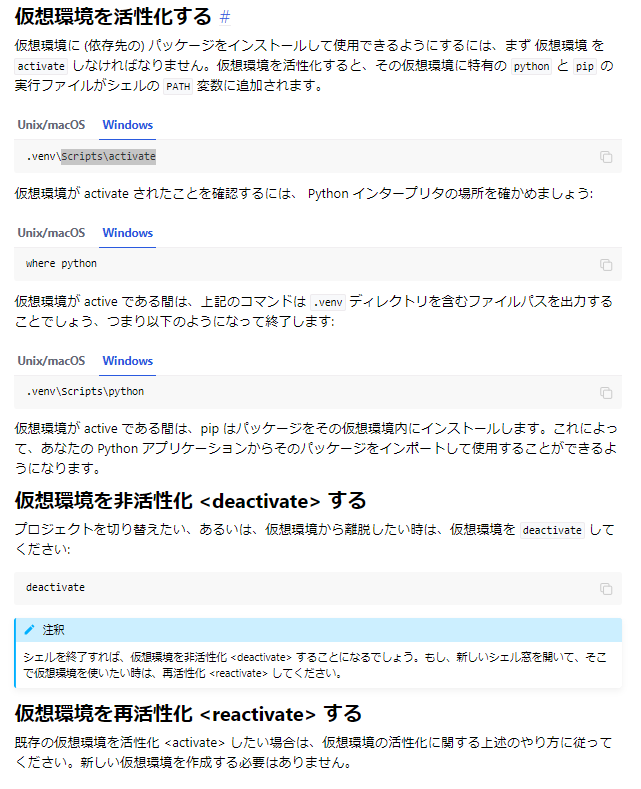 仮想環境を活性化する #
仮想環境に (依存先の) パッケージをインストールして使用できるようにするには、まず 仮想環境 を
activate しなければなりません。仮想環境を活性化すると、その仮想環境に特有の python と pip の
実行ファイルがシェルの PATH 変数に追加されます。
Unix/macOS Windows
.venv\Scripts\activate
仮想環境が activate されたことを確認するには、 Python インタープリタの場所を確かめましょう:
Unix/macOS Windows
where python
仮想環境が active である間は、上記のコマンドは .venv ディレクトリを含むファイルパスを出力する
ことでしょう、つまり以下のようになって終了します:
Unix/macOS Windows
.venv\Scripts\python
仮想環境が active である間は、pip はパッケージをその仮想環境内にインストールします。これによっ
て、あなたの Python アプリケーションからそのパッケージをインポートして使用することができるよ
うになります。
仮想環境を非活性化 <deactivate> する
プロジェクトを切り替えたい、あるいは、仮想環境から離脱したい時は、仮想環境を deactivate して
ください:
deactivate
注釈
シェルを終了すれば、仮想環境を非活性化 <deactivate> することになるでしょう。もし、新しいシェル窓を開いて、そこ
で仮想環境を使いたい時は、再活性化 <reactivate> してください。
仮想環境を再活性化 <reactivate> する
既存の仮想環境を活性化 <activate> したい場合は、仮想環境の活性化に関する上述のやり方に従って
ください。新しい仮想環境を作成する必要はありません。